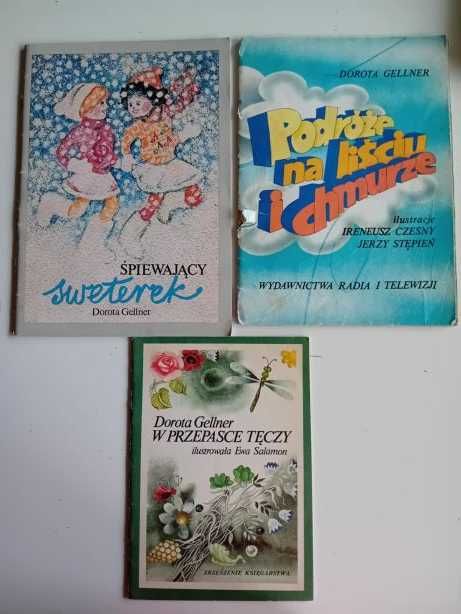 ŚPIEWAJĄCY
sweterek
Dorota Gellner
DOROTA GELLNER
Podróże
na liściu
i chmurze
ilustracje
IRENEUSZ CZESNY
JERZY STĘPIEŃ
WYDAWNICTWA RADIA I TELEWIZJI
Dorota Gellner
W PRZEPASCE TĘCZY
ilustrowała Ewa Salamon
ZRZESZENIE KSIĘGARSTWA